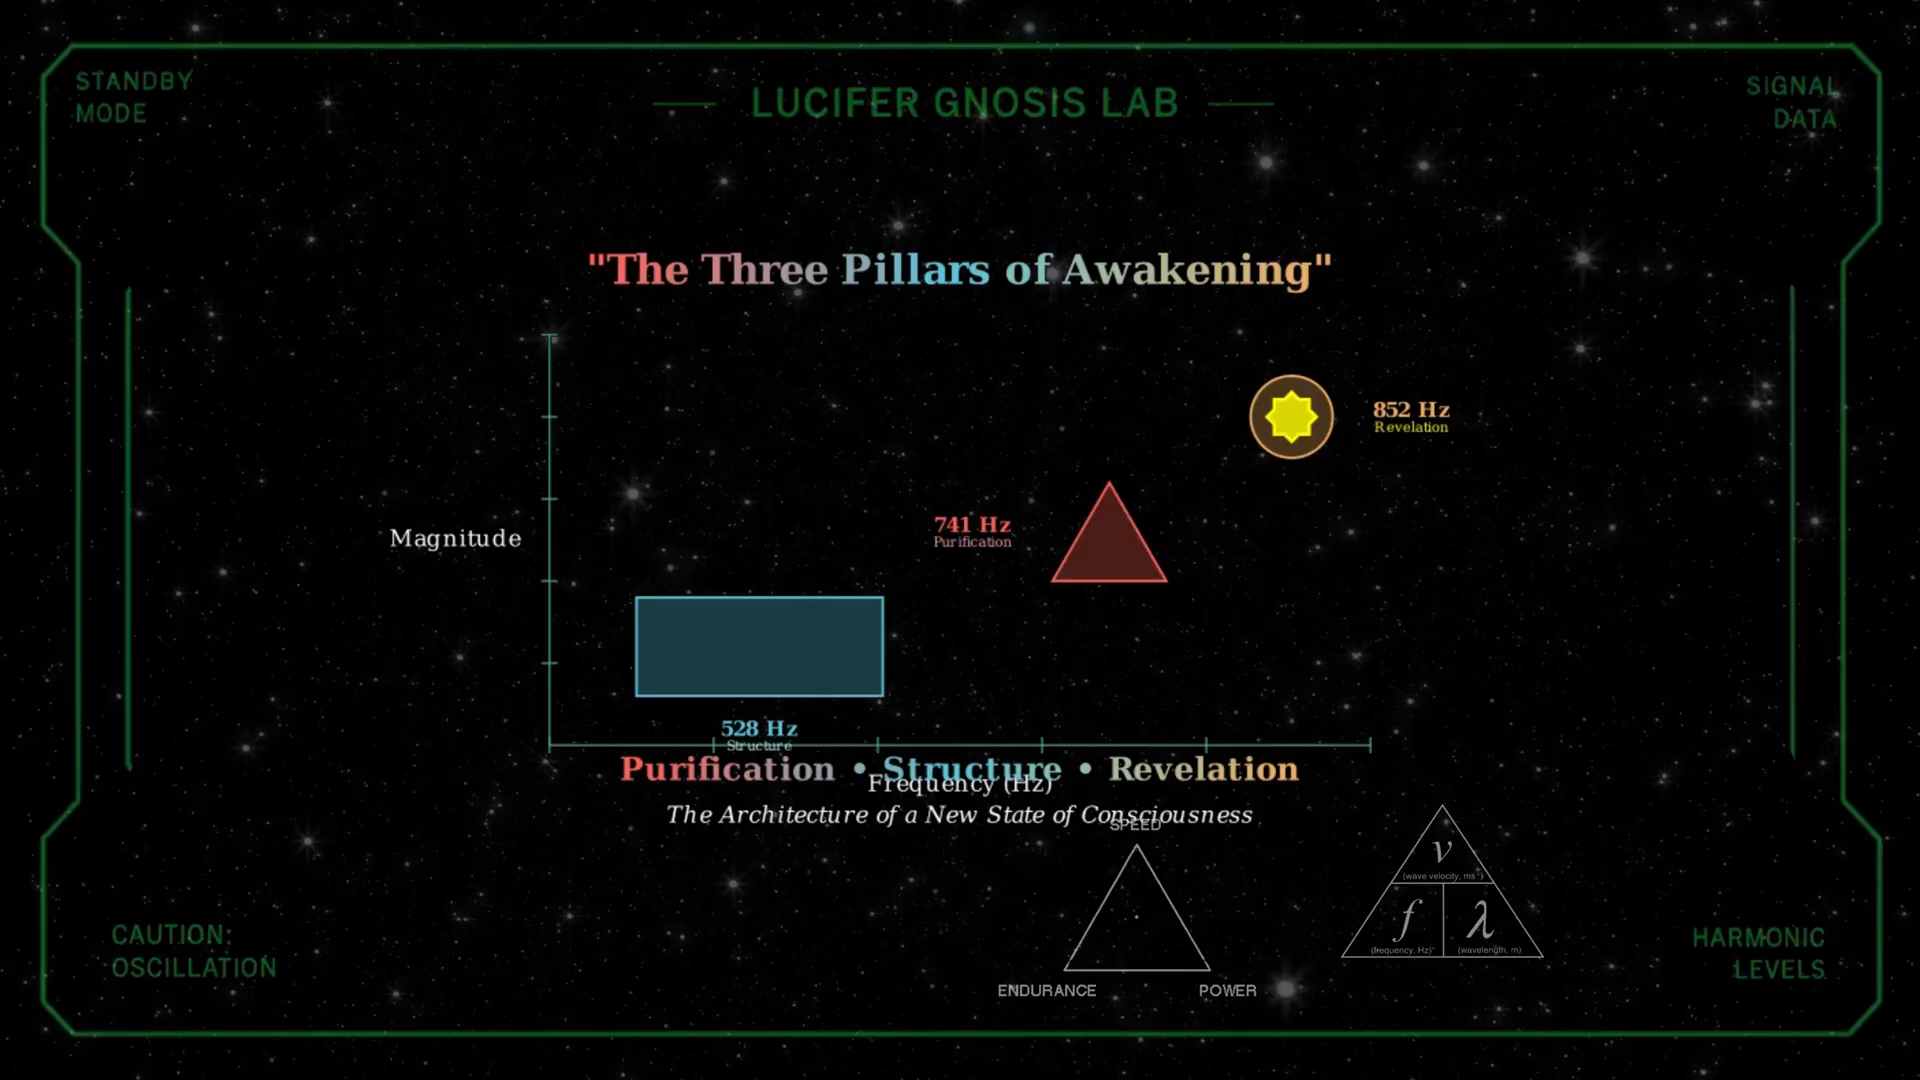 STANDBY
MODE
LUCIFER GNOSIS LAB
SIGNAL
DATA
"The Three Pillars of Awakening"
852 Hz
Revelation
741 Hz
Purification
Magnitude
528 Hz
Structure
Purification • Structure • Revelation
Frequency (Hz)
The Architecture of a New State of Consciousness
SPEED
ENDURANCE
POWER
v
(wave velocity, ms⁻¹)
f
λ
(frequency, Hz)
(wavelength, m)
CAUTION:
OSCILLATION
HARMONIC
LEVELS